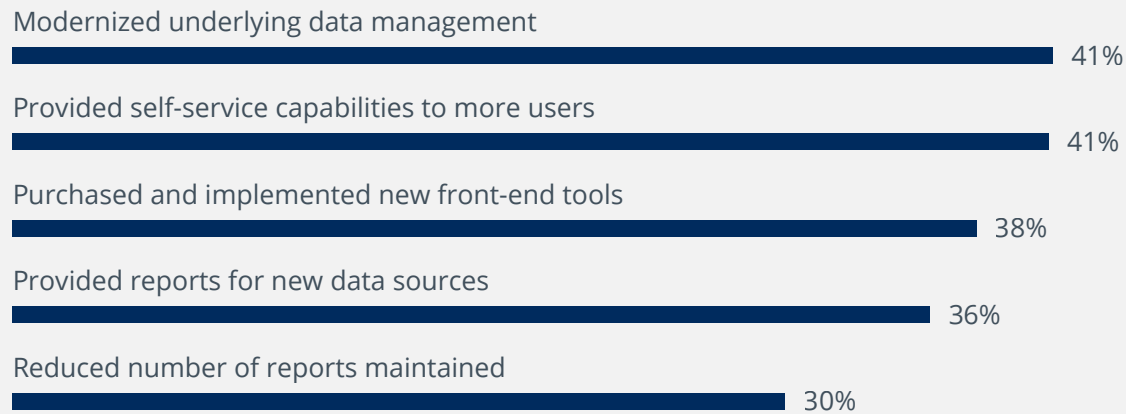 Modernized underlying data management
41%
Provided self-service capabilities to more users
41%
Purchased and implemented new front-end tools
38%
Provided reports for new data sources
36%
Reduced number of reports maintained
30%